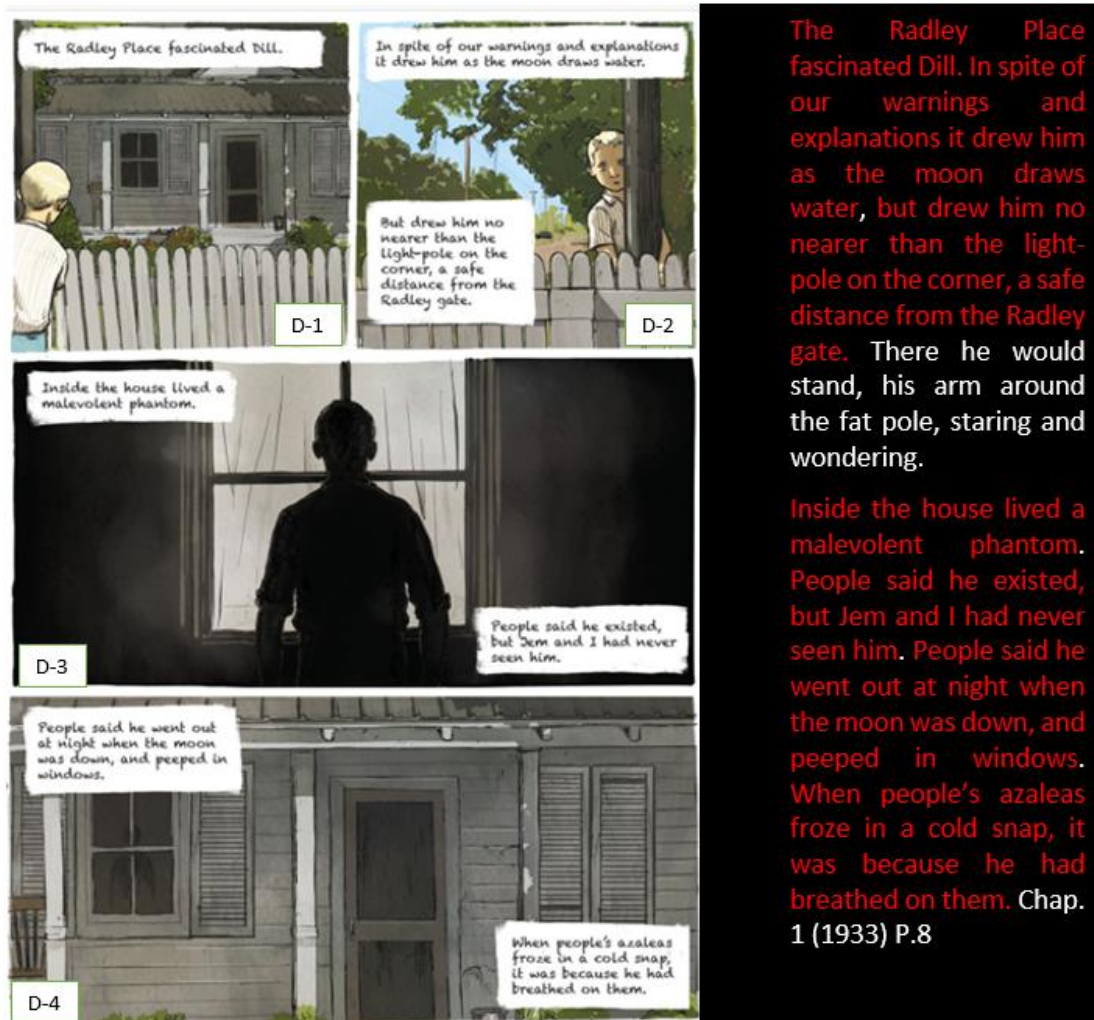 The Radley Place fascinated Dill.
In spite of our warnings and explanations
it drew him as the moon draws water.
But drew him no
nearer than the
light-pole on the
corner, a safe
distance from the
Radley gate.
D-1
D-2
Inside the house lived a
malevolent phantom.
People said he existed,
but Jem and I had never
seen him.
D-3
People said he went out
at night when the moon
was down, and peeped in
windows.
When people's azaleas
froze in a cold snap,
it was because he had
breathed on them.
D-4
The Radley Place
fascinated Dill. In spite of
our warnings and
explanations it drew him
as the moon draws
water, but drew him no
nearer than the light-
pole on the corner, a safe
distance from the Radley
gate. There he would
stand, his arm around
the fat pole, staring and
wondering.
Inside the house lived a
malevolent phantom.
People said he existed,
but Jem and I had never
seen him. People said he
went out at night when
the moon was down, and
peeped in windows.
When people's azaleas
froze in a cold snap, it
was because he had
breathed on them. Chap.
1 (1933) P.8